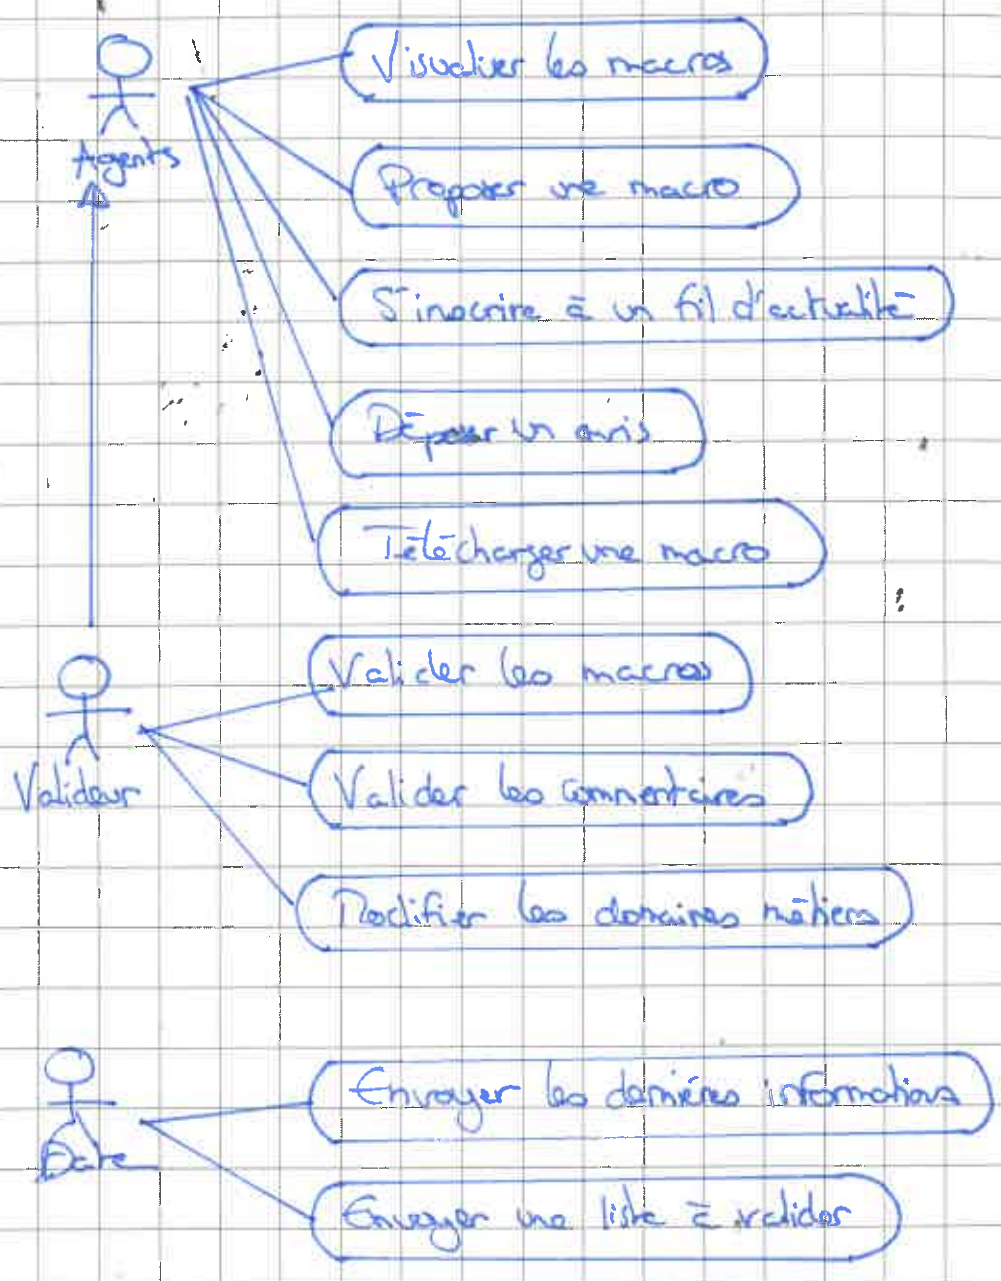 Visualiser les macros
Agents
Proposer une macro
S'inscrire à un fil d'actualité
Déposer un avis
Télécharger une macro
Valider les macros
Valideur
Valider les commentaires
Modifier les domaines métiers
Envoyer les dernières informations
Date
Envoyer une liste à valider